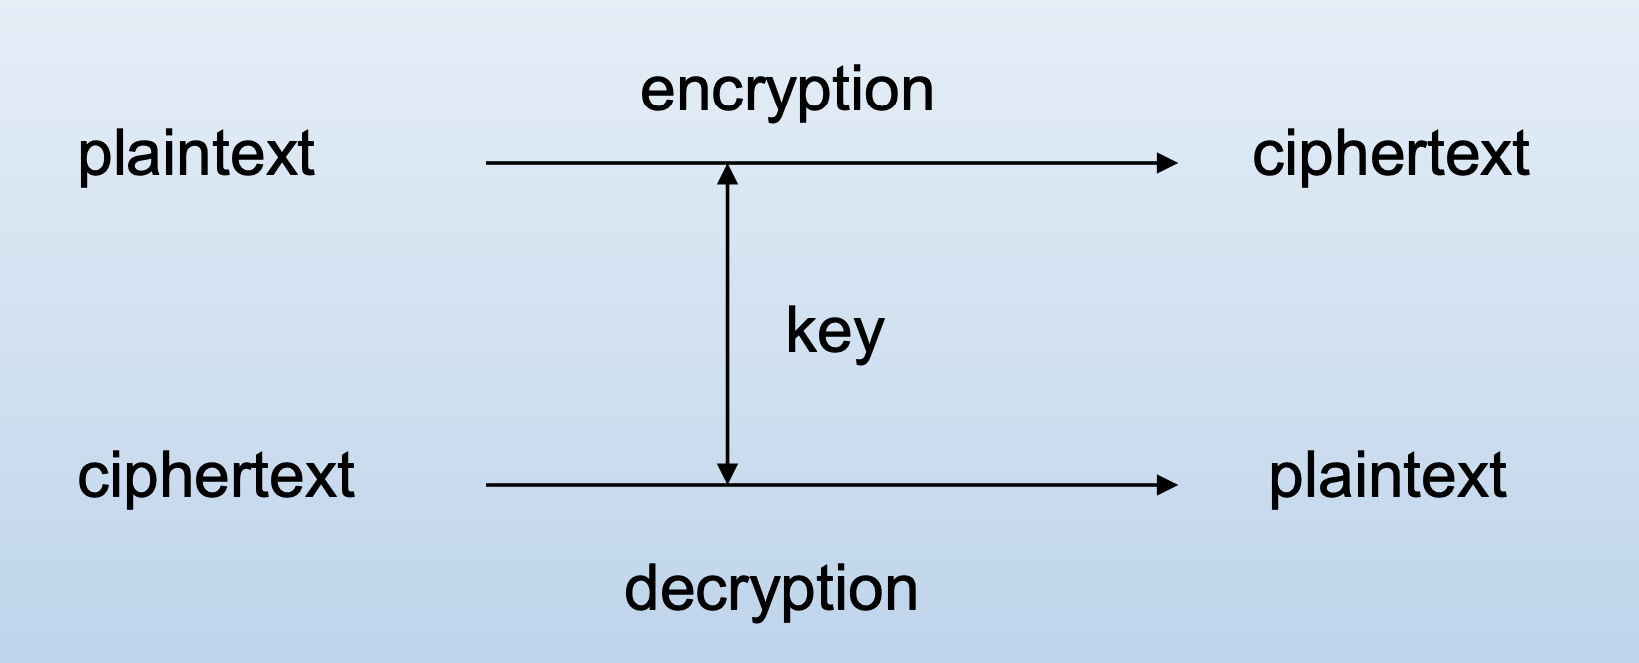 encryption
plaintext ciphertext
key
ciphertext plaintext
decryption